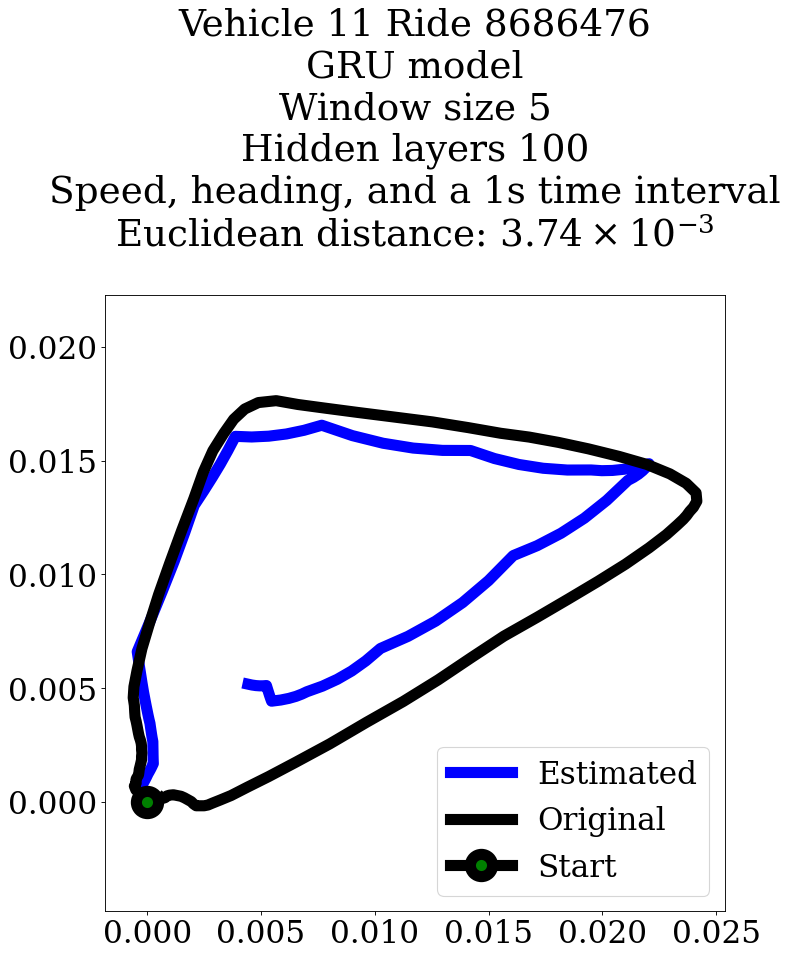 Vehicle 11 Ride 8686476
GRU model
Window size 5
Hidden layers 100
Speed, heading, and a 1s time interval
Euclidean distance: 3.74 × 10⁻³
0.020
0.015
0.010
0.005
0.000
Estimated
Original
Start
0.000 0.005 0.010 0.015 0.020 0.025